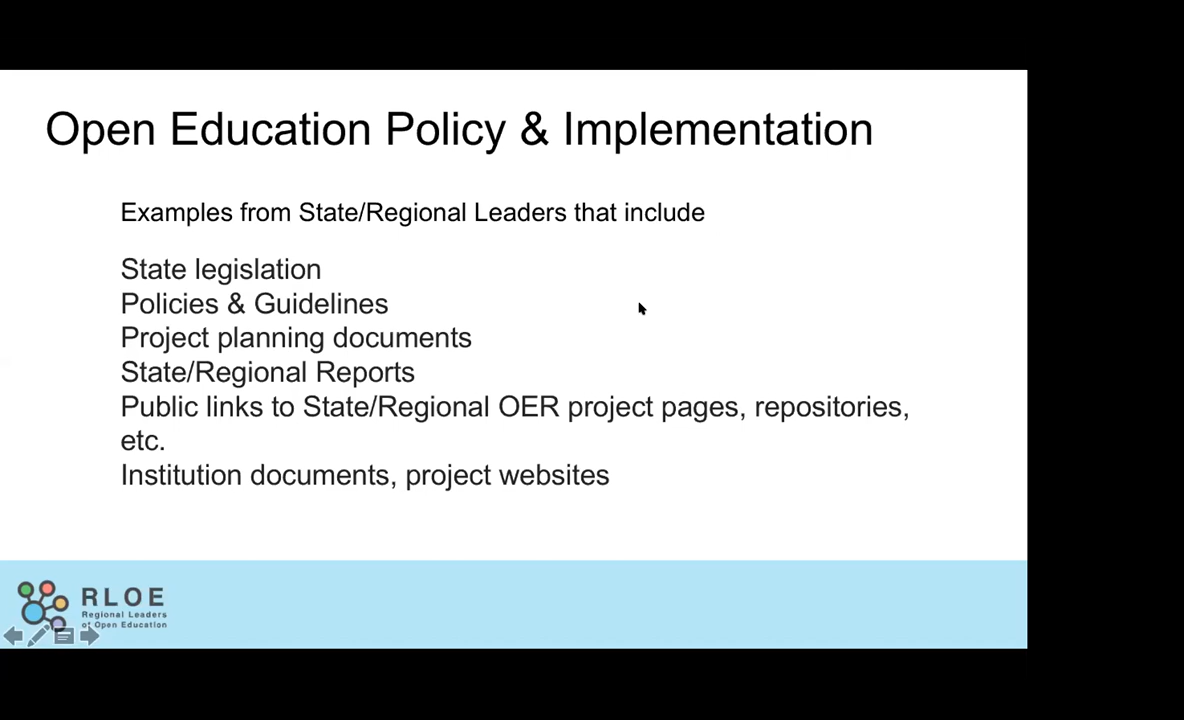 Open Education Policy & Implementation
Examples from State/Regional Leaders that include
State legislation
Policies & Guidelines
Project planning documents
State/Regional Reports
Public links to State/Regional OER project pages, repositories,
etc.
Institution documents, project websites
RLOE
Regional Leaders
of Open Education